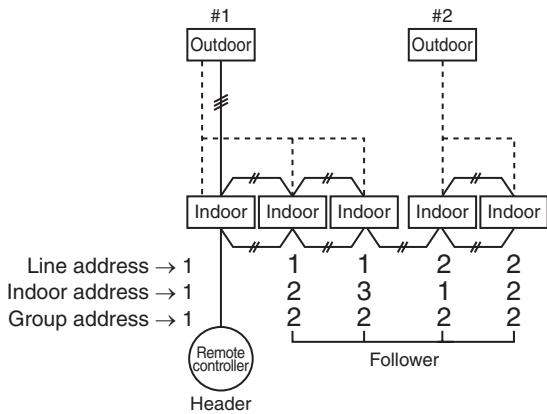 #1 #2
Outdoor Outdoor
Indoor Indoor Indoor Indoor Indoor
Line address → 1 1 1 2 2
Indoor address → 1 2 3 1 2
Group address → 1 2 2 2 2
Remote
controller
Follower
Header